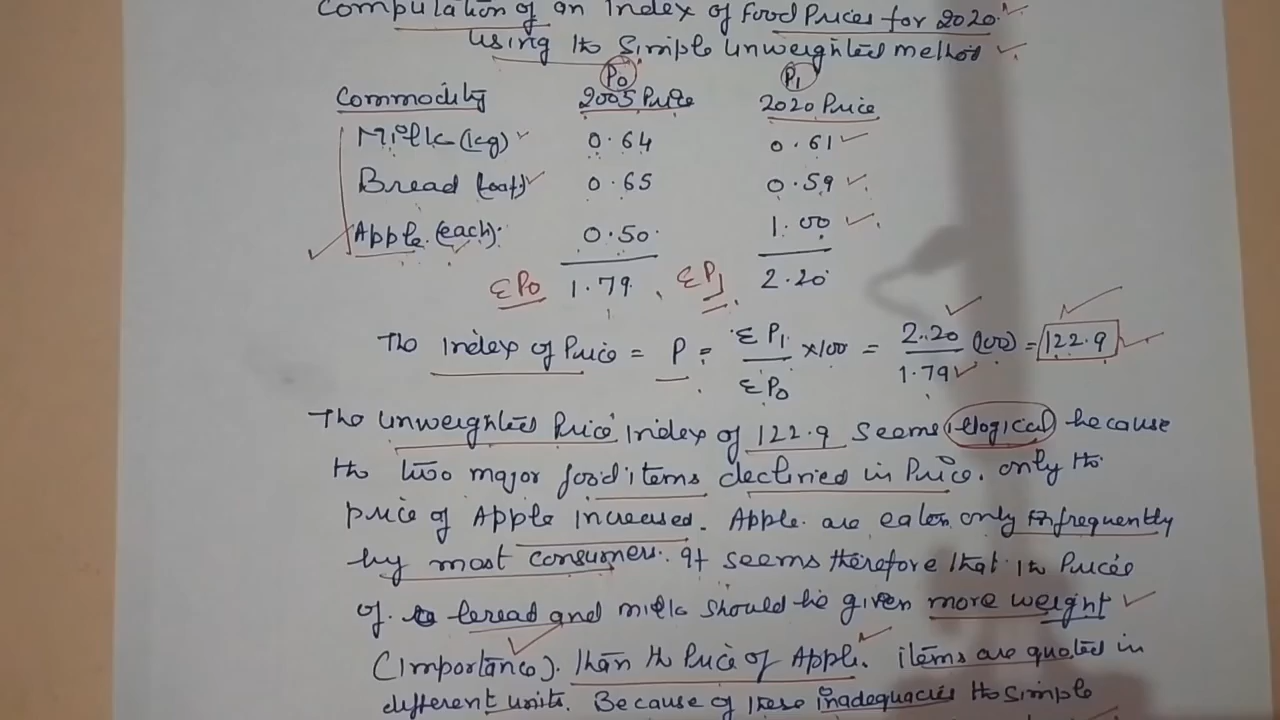 Computation of an Index of Food Prices for 2020.
using the Simple unweighted method
P0 P1
Commodity 2005 Price 2020 Price
Milk (kg) 0.64 0.61
Bread (loaf) 0.65 0.59
Apple (each). 0.50 1.00
ΣP0 1.79 ΣP1 2.20
The Index of Price = P = ΣP1/ΣP0 ×100 = 2.20/1.79 (100) = 122.9
The unweighted Price index of 122.9 seems illogical because
the two major food items declined in Price. only the
price of Apple increased. Apple are eaten only infrequently
by most consumers. It seems therefore that the Prices
of bread and milk should be given more weight
(Importance). than the Price of Apple. items are quoted in
different units. Because of these inadequacies the simple